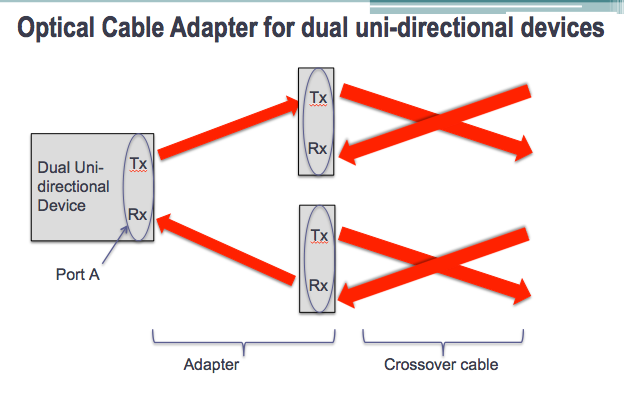 Optical Cable Adapter for dual uni-directional devices
Tx
Rx
Dual Uni-
directional
Device
Tx
Rx
Port A
Tx
Rx
Adapter
Crossover cable